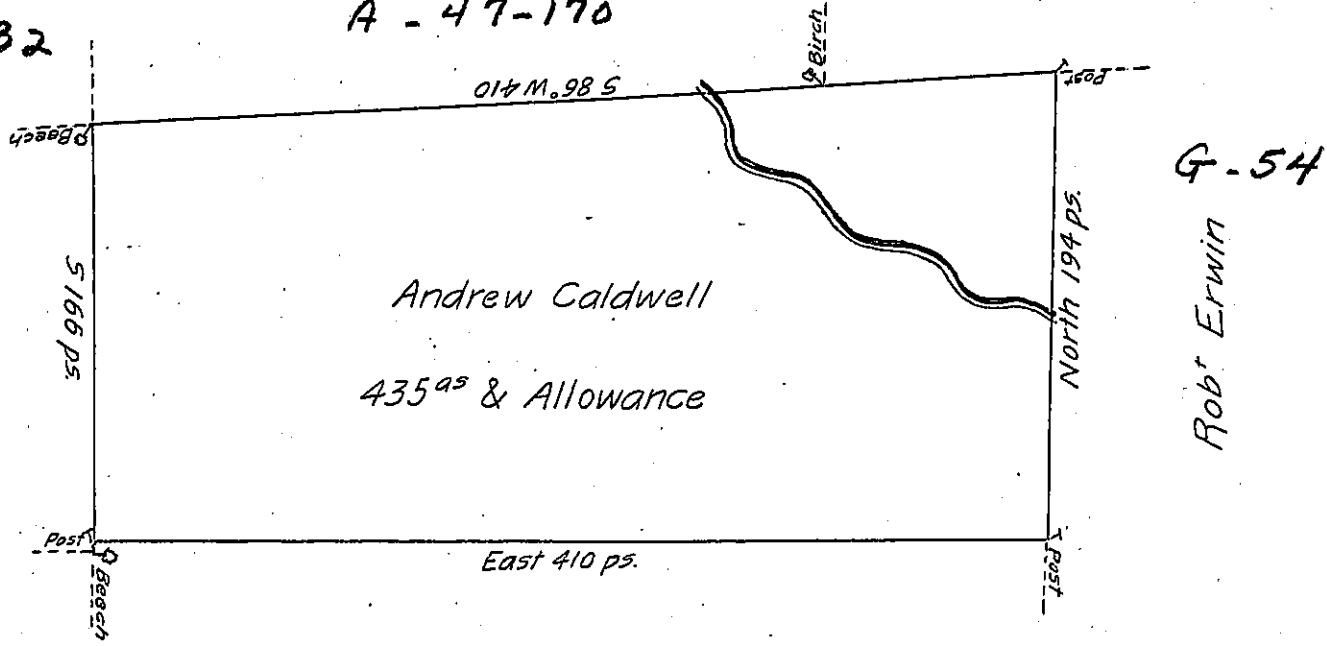 32
A - 47-170
Birch
S 86° W 410
Post
Beech
G - 54
North 194 ps.
Robt Erwin
S 166 ps.
Andrew Caldwell
435as & Allowance
Post
East 410 ps.
Post
Beech